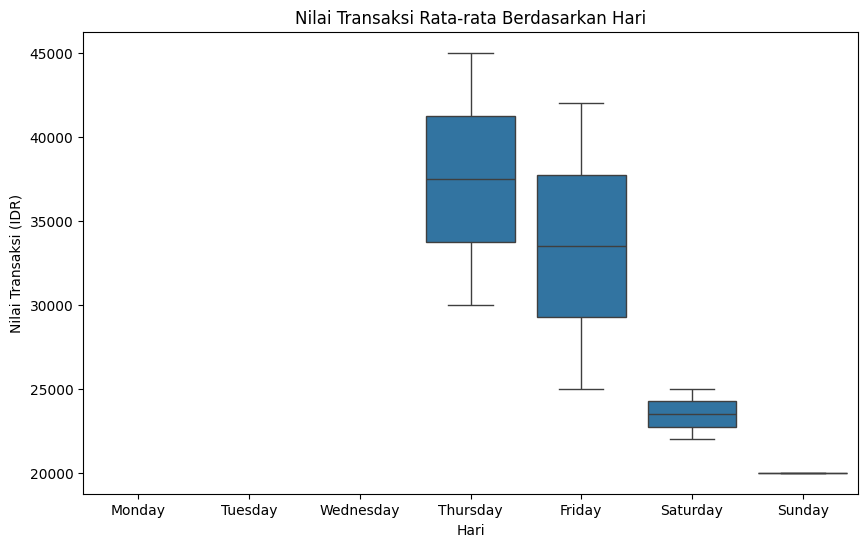 Nilai Transaksi Rata-rata Berdasarkan Hari
Nilai Transaksi (IDR)
45000
40000
35000
30000
25000
20000
Monday Tuesday Wednesday Thursday Friday Saturday Sunday
Hari